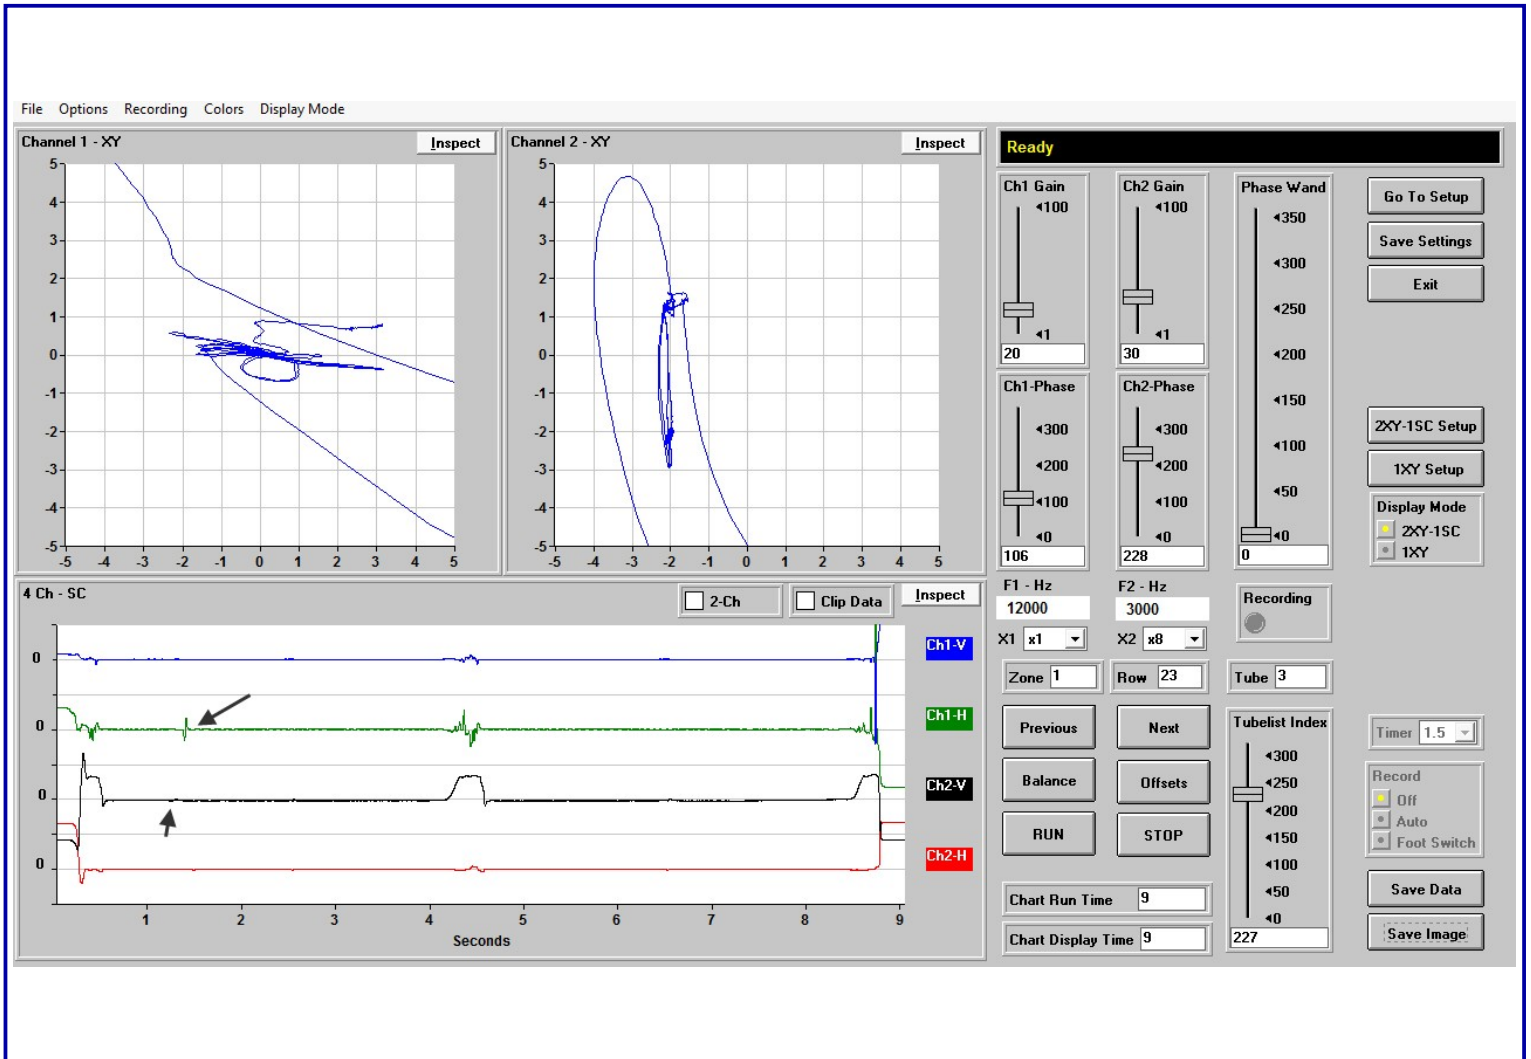 File Options Recording Colors Display Mode
Channel 1 - XY
Inspect
5
4
3
2
1
0
-1
-2
-3
-4
-5
-5 -4 -3 -2 -1 0 1 2 3 4 5
Channel 2 - XY
Inspect
5
4
3
2
1
0
-1
-2
-3
-4
-5
-5 -4 -3 -2 -1 0 1 2 3 4 5
4 Ch - SC
2-Ch
Clip Data
Inspect
0
0
0
0
Ch1-V
Ch1-H
Ch2-V
Ch2-H
1 2 3 4 5 6 7 8 9
Seconds
Ready
Ch1 Gain
100
1
20
Ch2 Gain
100
1
30
Phase Wand
350
300
250
200
150
100
50
0
0
Ch1-Phase
300
200
100
0
106
Ch2-Phase
300
200
100
0
228
Go To Setup
Save Settings
Exit
2XY-1SC Setup
1XY Setup
Display Mode
2XY-1SC
1XY
F1 - Hz
12000
F2 - Hz
3000
Recording
X1 x1
X2 x8
Zone 1
Row 23
Tube 3
Previous
Next
Balance
Offsets
RUN
STOP
Tubelist Index
300
250
200
150
100
50
0
227
Timer 1.5
Record
Off
Auto
Foot Switch
Chart Run Time 9
Chart Display Time 9
Save Data
Save Image